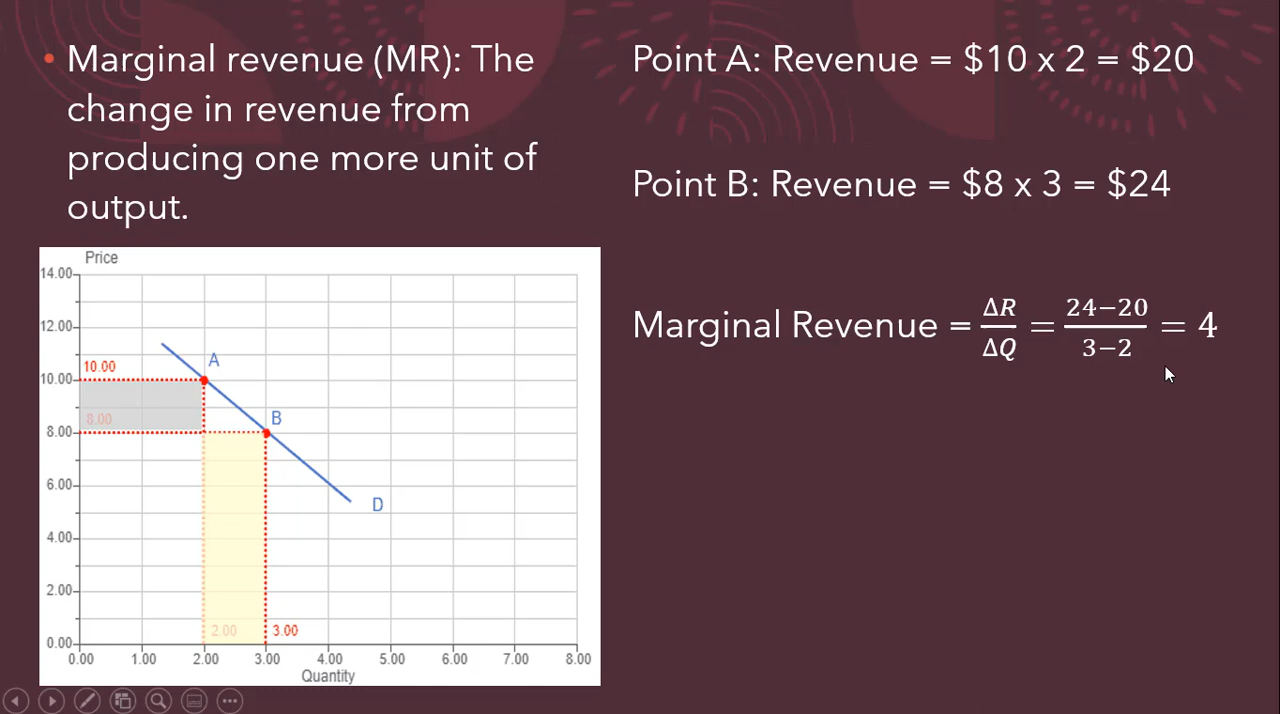 • Marginal revenue (MR): The
change in revenue from
producing one more unit of
output.
Point A: Revenue = $10 x 2 = $20
Point B: Revenue = $8 x 3 = $24
Marginal Revenue = ΔR/ΔQ = 24−20/3−2 = 4
Price
14.00
12.00
10.00
8.00
6.00
4.00
2.00
0.00
10.00
8.00
A
B
D
2.00
3.00
0.00 1.00 2.00 3.00 4.00 5.00 6.00 7.00 8.00
Quantity